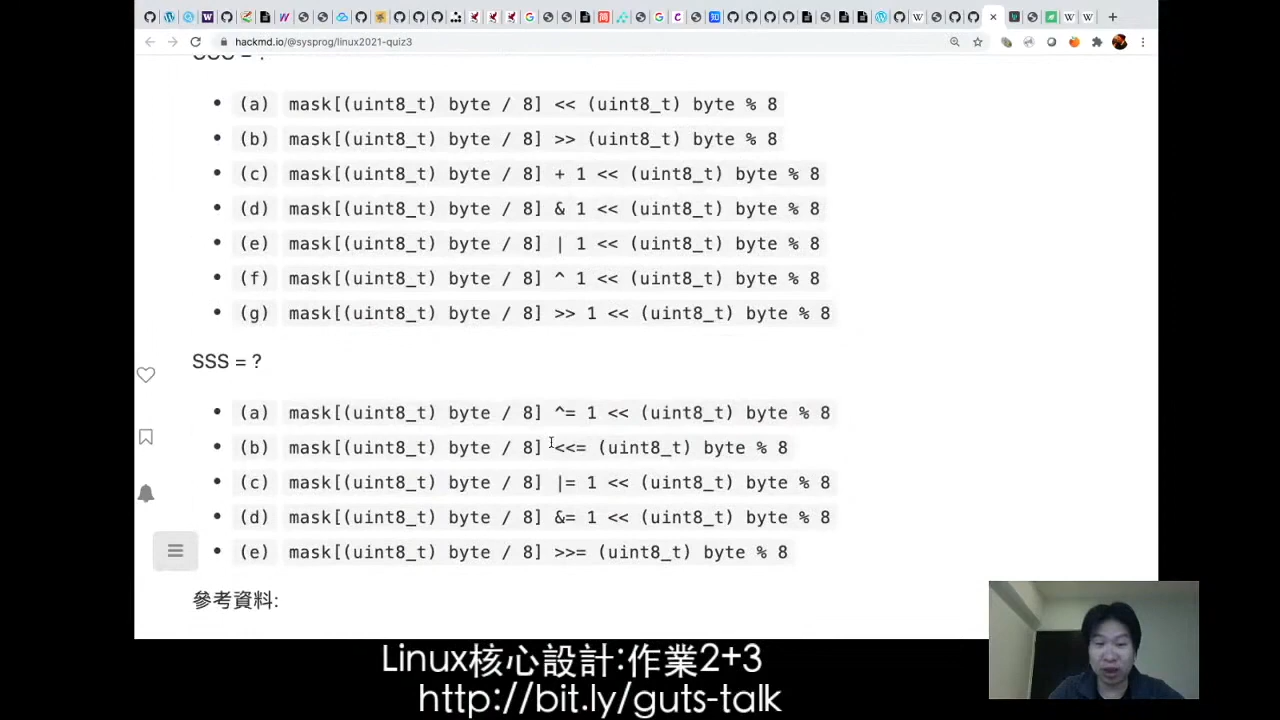 hackmd.io/@sysprog/linux2021-quiz3
SSS = ?
(a) mask[(uint8_t) byte / 8] << (uint8_t) byte % 8
(b) mask[(uint8_t) byte / 8] >> (uint8_t) byte % 8
(c) mask[(uint8_t) byte / 8] + 1 << (uint8_t) byte % 8
(d) mask[(uint8_t) byte / 8] & 1 << (uint8_t) byte % 8
(e) mask[(uint8_t) byte / 8] | 1 << (uint8_t) byte % 8
(f) mask[(uint8_t) byte / 8] ^ 1 << (uint8_t) byte % 8
(g) mask[(uint8_t) byte / 8] >> 1 << (uint8_t) byte % 8
SSS = ?
(a) mask[(uint8_t) byte / 8] ^= 1 << (uint8_t) byte % 8
(b) mask[(uint8_t) byte / 8] <<= (uint8_t) byte % 8
(c) mask[(uint8_t) byte / 8] |= 1 << (uint8_t) byte % 8
(d) mask[(uint8_t) byte / 8] &= 1 << (uint8_t) byte % 8
(e) mask[(uint8_t) byte / 8] >>= (uint8_t) byte % 8
參考資料:
Linux核心設計:作業2+3
http://bit.ly/guts-talk